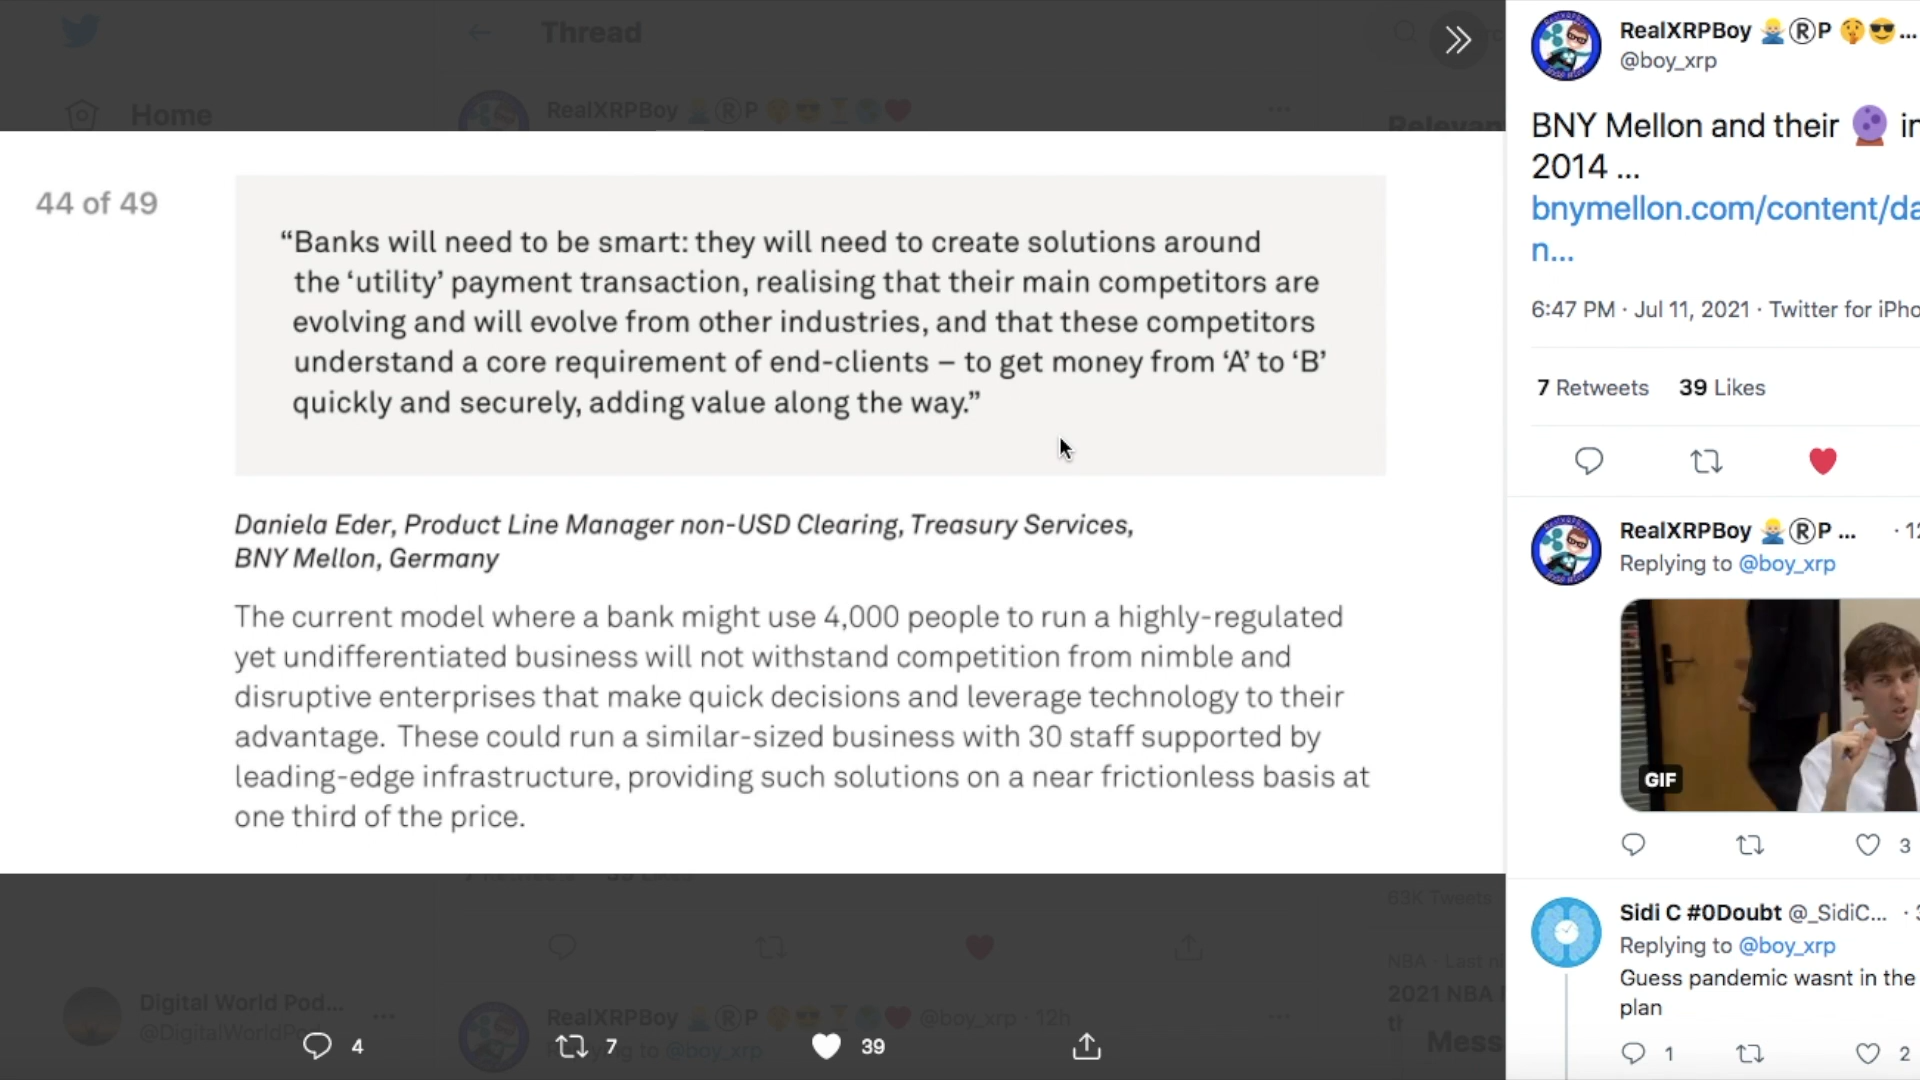 Thread
Home
RealXRPBoy ®P
44 of 49
“Banks will need to be smart: they will need to create solutions around
the ‘utility’ payment transaction, realising that their main competitors are
evolving and will evolve from other industries, and that these competitors
understand a core requirement of end-clients – to get money from ‘A’ to ‘B’
quickly and securely, adding value along the way.”
Daniela Eder, Product Line Manager non-USD Clearing, Treasury Services,
BNY Mellon, Germany
The current model where a bank might use 4,000 people to run a highly-regulated
yet undifferentiated business will not withstand competition from nimble and
disruptive enterprises that make quick decisions and leverage technology to their
advantage. These could run a similar-sized business with 30 staff supported by
leading-edge infrastructure, providing such solutions on a near frictionless basis at
one third of the price.
63K Tweets
NBA · Last
2021 NBA
Digital World Pod...
@DigitalWorldPo
RealXRPBoy ®P @boy_xrp · 12h
Replying to @boy_xrp
Mess
4 7 39
RealXRPBoy ®P ...
@boy_xrp
BNY Mellon and their in
2014 ...
bnymellon.com/content/da
n...
6:47 PM · Jul 11, 2021 · Twitter for iPho
7 Retweets 39 Likes
RealXRPBoy ®P ... · 12
Replying to @boy_xrp
GIF
3
Sidi C #0Doubt @_SidiC... · 3
Replying to @boy_xrp
Guess pandemic wasnt in the
plan
1 2